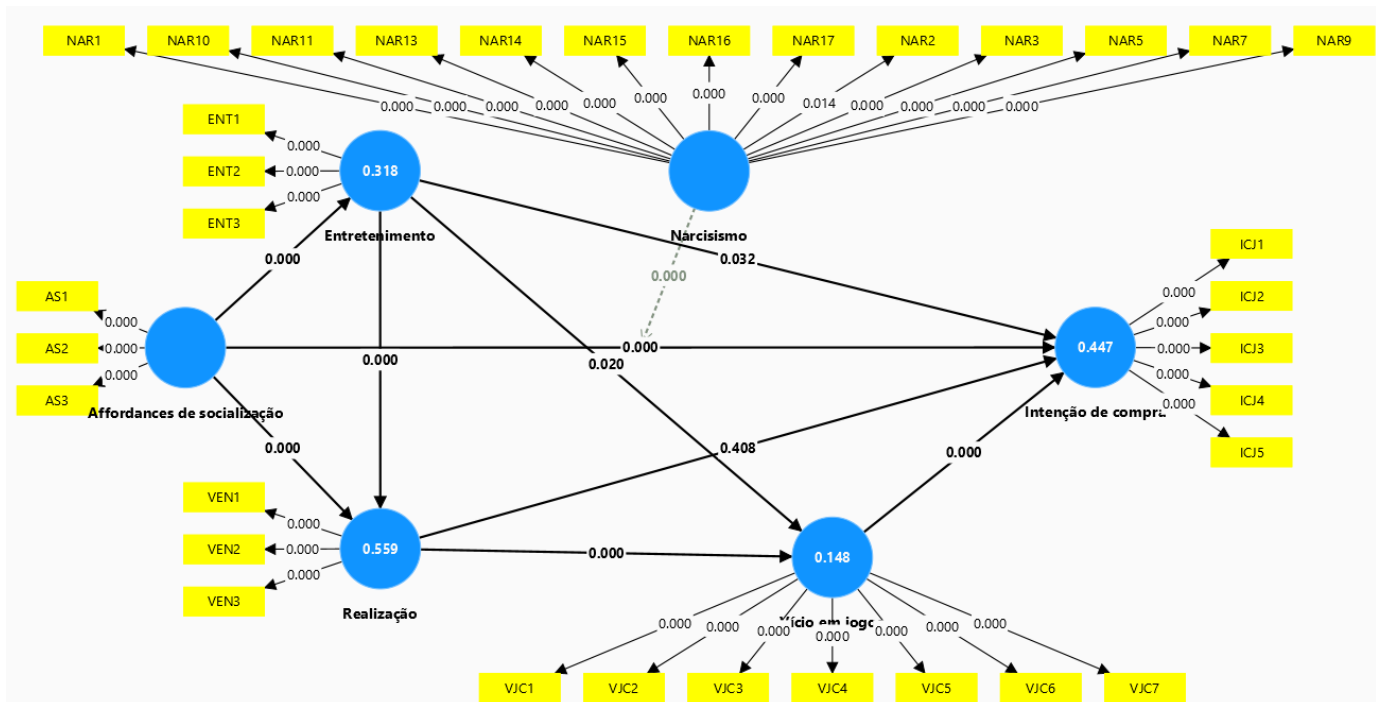 NAR1 NAR10 NAR11 NAR13 NAR14 NAR15 NAR16 NAR17 NAR2 NAR3 NAR5 NAR7 NAR9
0.000 0.000 0.000 0.000 0.000 0.000 0.000 0.000 0.014 0.000 0.000 0.000 0.000
ENT1
0.000
ENT2
0.000
ENT3
0.000
0.318
Entretenimento
Narcisismo
0.000
0.032
0.000
AS1
0.000
AS2
0.000
AS3
0.000
Affordances de socialização
0.000
0.000
0.020
0.447
Intenção de compra
ICJ1
0.000
ICJ2
0.000
ICJ3
0.000
ICJ4
0.000
ICJ5
0.000
0.000
0.408
0.000
VEN1
0.000
VEN2
0.000
VEN3
0.000
0.559
Realização
0.000
0.148
Vício em jogo
0.000 0.000 0.000 0.000 0.000 0.000 0.000
VJC1 VJC2 VJC3 VJC4 VJC5 VJC6 VJC7